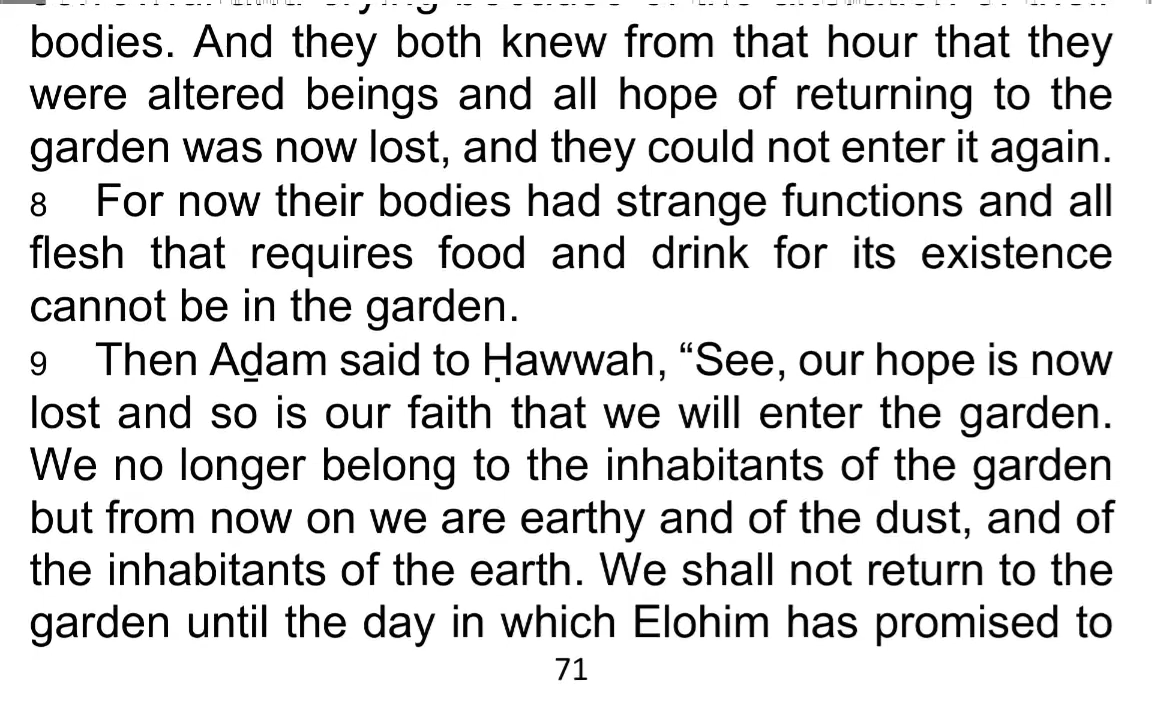 bodies. And they both knew from that hour that they
were altered beings and all hope of returning to the
garden was now lost, and they could not enter it again.
8 For now their bodies had strange functions and all
flesh that requires food and drink for its existence
cannot be in the garden.
9 Then Aḏam said to Ḥawwah, “See, our hope is now
lost and so is our faith that we will enter the garden.
We no longer belong to the inhabitants of the garden
but from now on we are earthy and of the dust, and of
the inhabitants of the earth. We shall not return to the
garden until the day in which Elohim has promised to
71